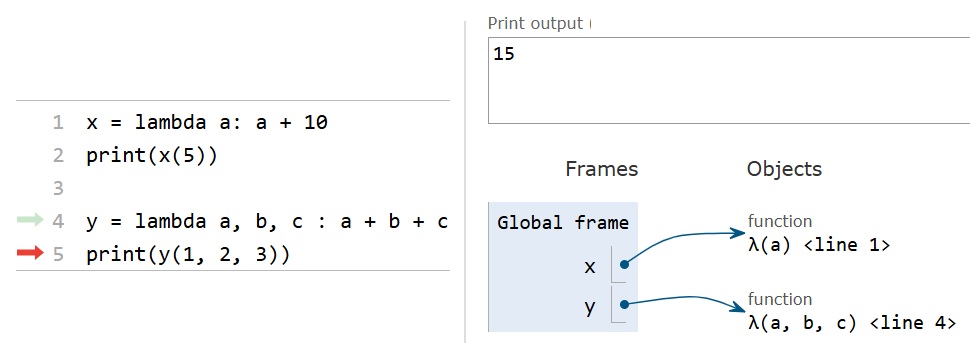 1 x = lambda a: a + 10
2 print(x(5))
3
4 y = lambda a, b, c : a + b + c
5 print(y(1, 2, 3))
Print output (
15
Frames Objects
Global frame
x
y
function
λ(a) <line 1>
function
λ(a, b, c) <line 4>